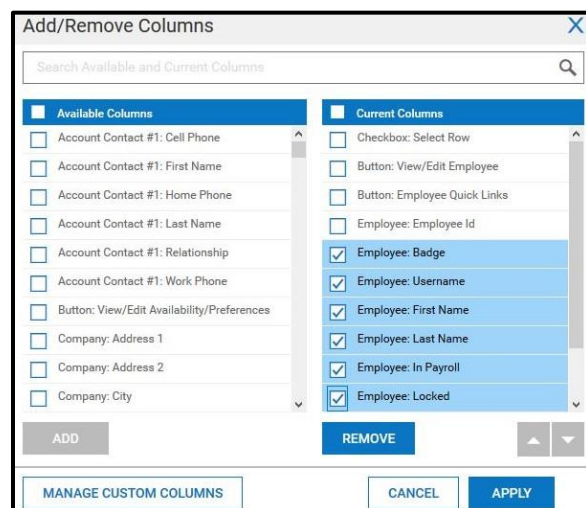 Add/Remove Columns X
Search Available and Current Columns
Available Columns
Account Contact #1: Cell Phone
Account Contact #1: First Name
Account Contact #1: Home Phone
Account Contact #1: Last Name
Account Contact #1: Relationship
Account Contact #1: Work Phone
Button: View/Edit Availability/Preferences
Company: Address 1
Company: Address 2
Company: City
ADD
Current Columns
Checkbox: Select Row
Button: View/Edit Employee
Button: Employee Quick Links
Employee: Employee Id
Employee: Badge
Employee: Username
Employee: First Name
Employee: Last Name
Employee: In Payroll
Employee: Locked
REMOVE
MANAGE CUSTOM COLUMNS
CANCEL
APPLY